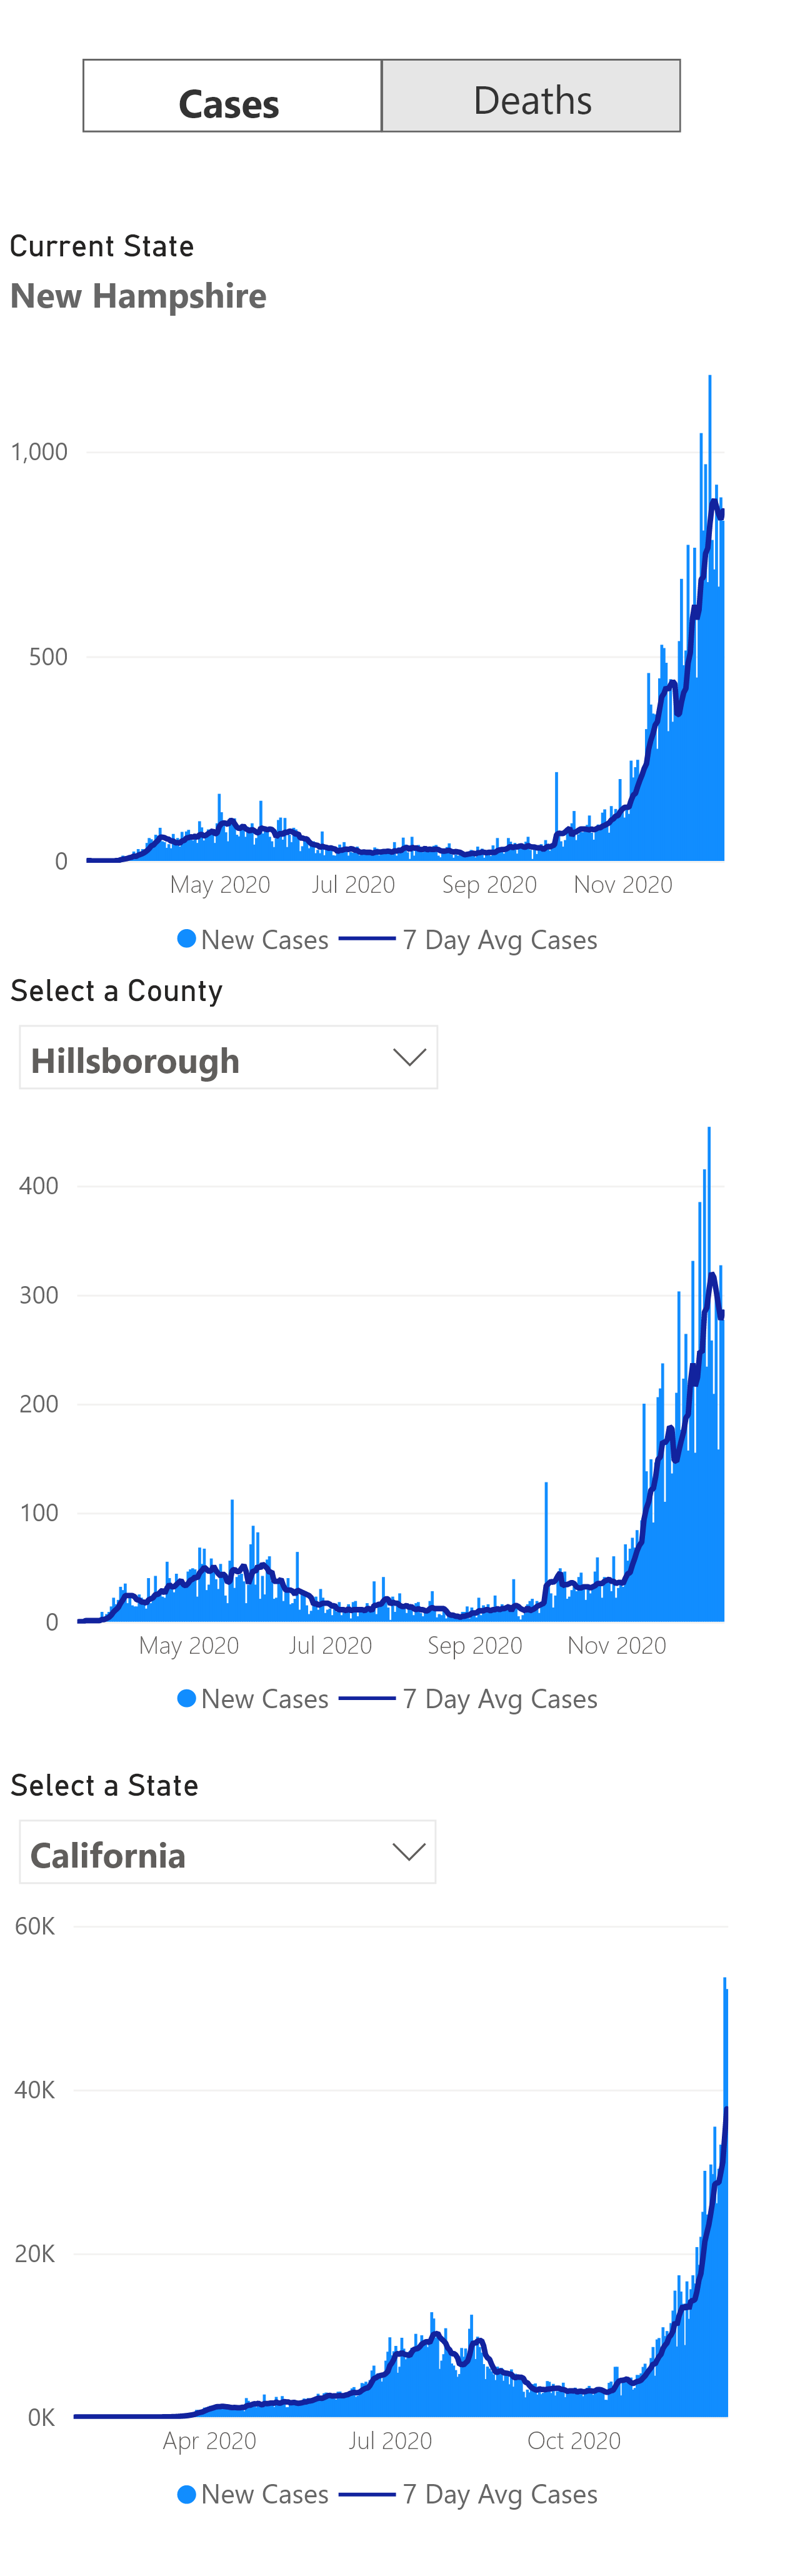 Cases Deaths
Current State
New Hampshire
1,000
500
0
May 2020 Jul 2020 Sep 2020 Nov 2020
New Cases 7 Day Avg Cases
Select a County
Hillsborough
400
300
200
100
0
May 2020 Jul 2020 Sep 2020 Nov 2020
New Cases 7 Day Avg Cases
Select a State
California
60K
40K
20K
0K
Apr 2020 Jul 2020 Oct 2020
New Cases 7 Day Avg Cases